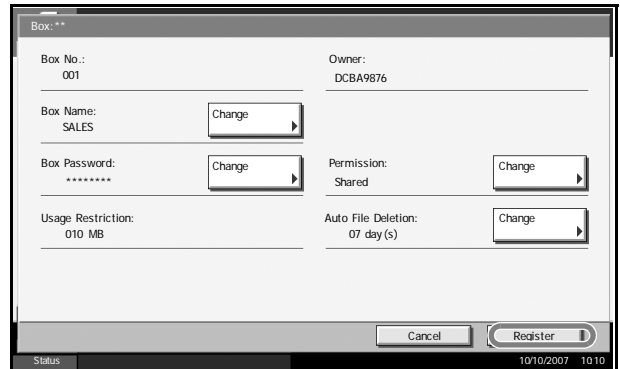 Box:**
Box No.:
001
Owner:
DCBA9876
Box Name:
SALES
Change
Box Password:
********
Change
Permission:
Shared
Change
Usage Restriction:
010 MB
Auto File Deletion:
07 day(s)
Change
Cancel
Register
Status
10/10/2007 10:10